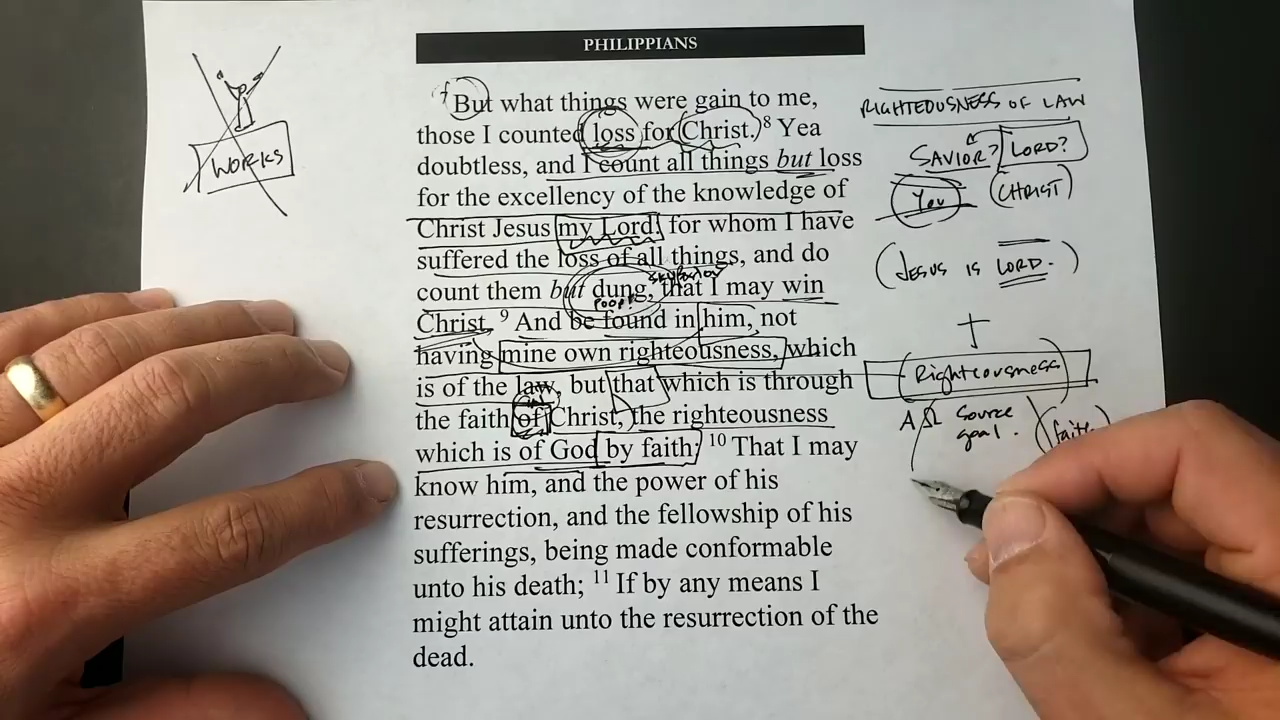 PHILIPPIANS
7 But what things were gain to me,
those I counted loss for Christ. 8 Yea
doubtless, and I count all things but loss
for the excellency of the knowledge of
Christ Jesus my Lord: for whom I have
suffered the loss of all things, and do
count them but dung, that I may win
Christ, 9 And be found in him, not
having mine own righteousness, which
is of the law, but that which is through
the faith of Christ, the righteousness
which is of God by faith: 10 That I may
know him, and the power of his
resurrection, and the fellowship of his
sufferings, being made conformable
unto his death; 11 If by any means I
might attain unto the resurrection of the
dead.
WORKS
POOP!
RIGHTEOUSNESS OF LAW
SAVIOR? LORD?
You (CHRIST)
(JESUS IS LORD.)
(Righteousness)
A Ω source
goal. (faith)